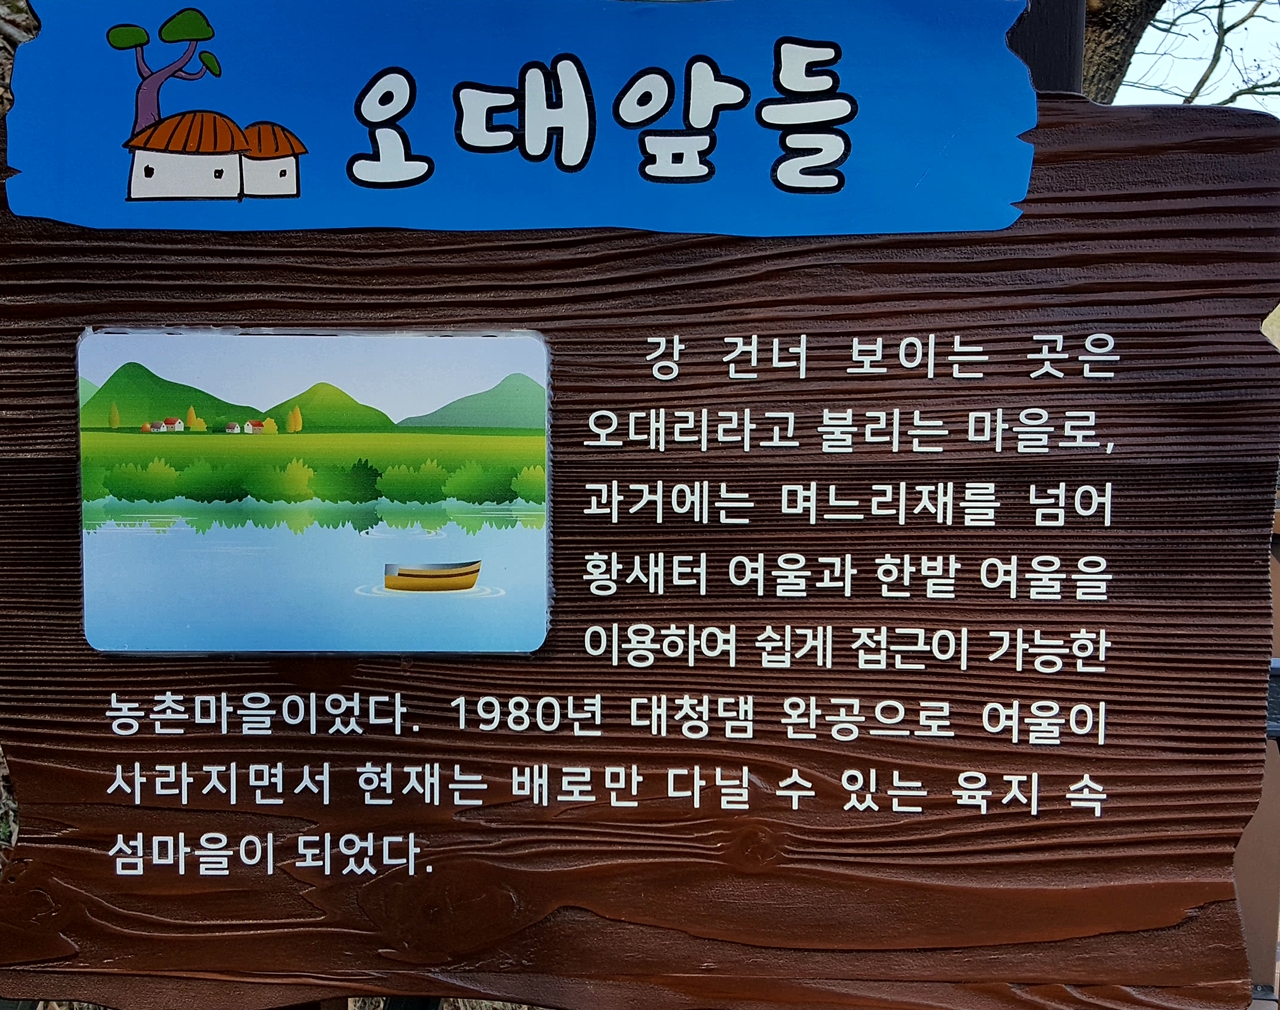 오대앞들
강 건너 보이는 곳은
오대리라고 불리는 마을로,
과거에는 며느리재를 넘어
황새터 여울과 한밭 여울을
이용하여 쉽게 접근이 가능한
농촌마을이었다. 1980년 대청댐 완공으로 여울이
사라지면서 현재는 배로만 다닐 수 있는 육지 속
섬마을이 되었다.